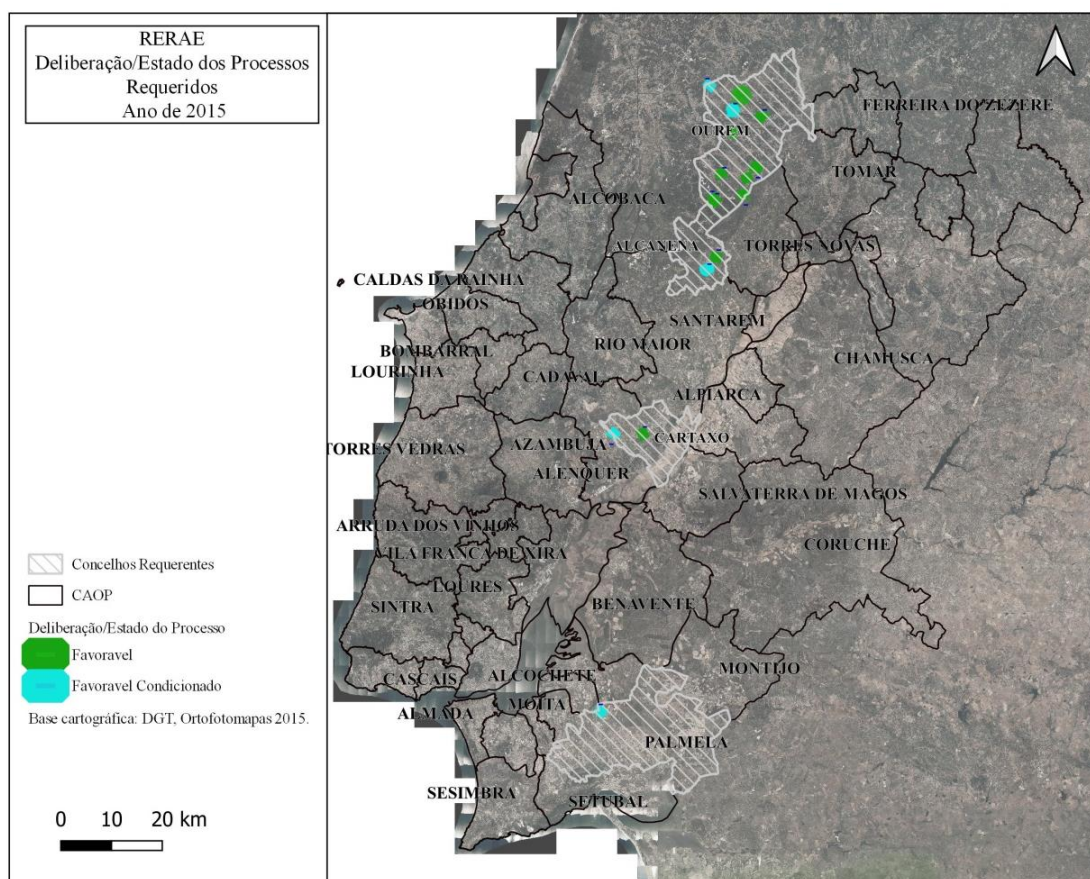 RERAE
Deliberação/Estado dos Processos
Requeridos
Ano de 2015
FERREIRA DO ZEZERE
OUREM
TOMAR
ALCOBACA
ALCANENA
TORRES NOVAS
CALDAS DA RAINHA
OBIDOS
SANTAREM
RIO MAIOR
BOMBARRAL
CHAMUSCA
LOURINHA
CADAVAL
ALPIARCA
CARTAXO
AZAMBUJA
TORRES VEDRAS
ALENQUER
SALVATERRA DE MAGOS
ARRUDA DOS VINHOS
CORUCHE
VILA FRANCA DE XIRA
Concelhos Requerentes
LOURES
CAOP
SINTRA
BENAVENTE
Deliberação/Estado do Processo
Favoravel
MONTIJO
ALCOCHETE
CASCAIS
Favoravel Condicionado
MOITA
ALMADA
Base cartográfica: DGT, Ortofotomapas 2015.
PALMELA
SESIMBRA
SETUBAL
0 10 20 km